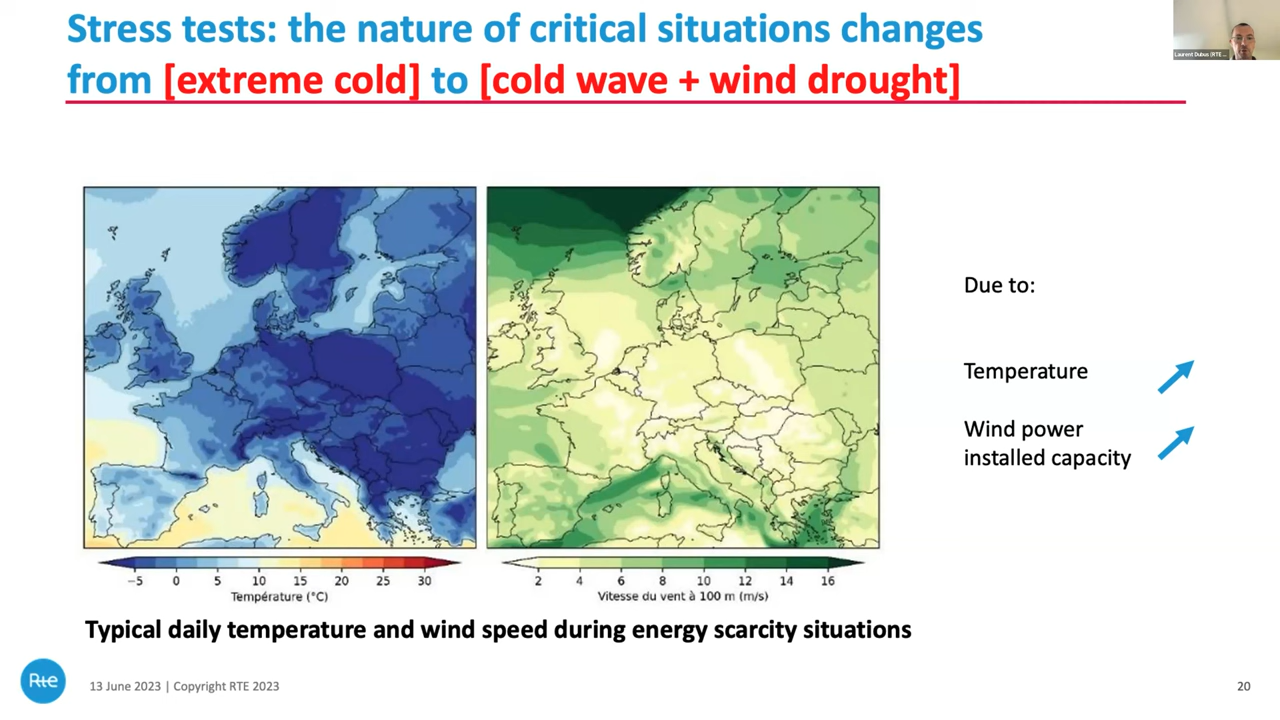 Stress tests: the nature of critical situations changes
from [extreme cold] to [cold wave + wind drought]
Laurent Dubus (RTE ...
Due to:
Temperature
Wind power
installed capacity
−5 0 5 10 15 20 25 30
Température (°C)
2 4 6 8 10 12 14 16
Vitesse du vent à 100 m (m/s)
Typical daily temperature and wind speed during energy scarcity situations
Rte
13 June 2023 | Copyright RTE 2023
20